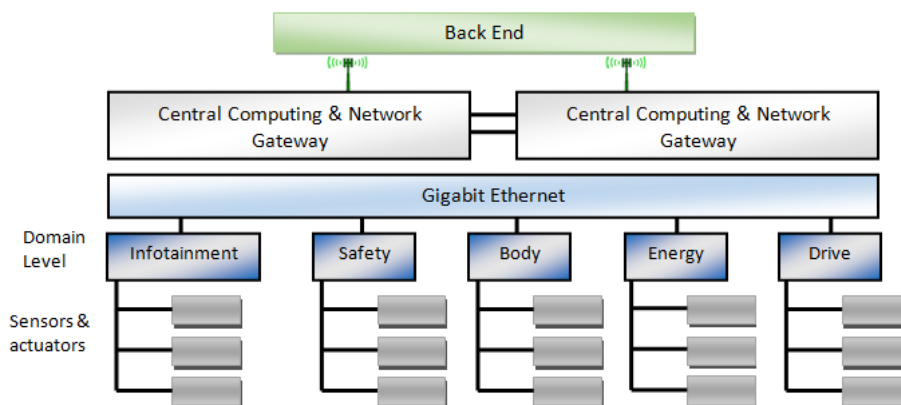 Back End
Central Computing & Network
Gateway
Central Computing & Network
Gateway
Gigabit Ethernet
Domain
Level
Infotainment
Safety
Body
Energy
Drive
Sensors &
actuators